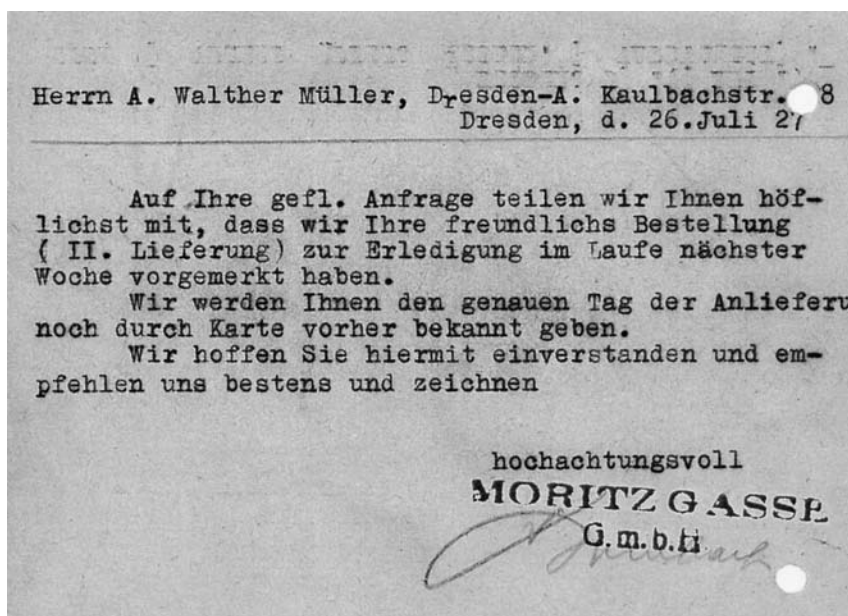 Herrn A. Walther Müller, Dresden-A. Kaulbachstr. 8
Dresden, d. 26.Juli 27
Auf Ihre gefl. Anfrage teilen wir Ihnen höf-
lichst mit, dass wir Ihre freundlichs Bestellung
( II. Lieferung) zur Erledigung im Laufe nächster
Woche vorgemerkt haben.
Wir werden Ihnen den genauen Tag der Anlieferu
noch durch Karte vorher bekannt geben.
Wir hoffen Sie hiermit einverstanden und em-
pfehlen uns bestens und zeichnen
hochachtungsvoll
MORITZ GASSE
G.m.b.H